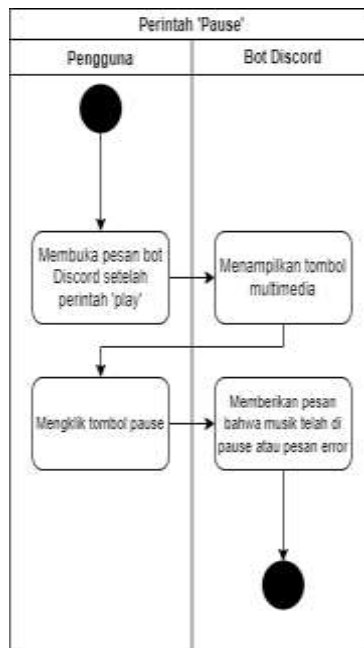 Perintah 'Pause'
Pengguna
Bot Discord
Membuka pesan bot
Discord setelah
perintah 'play'
Menampilkan tombol
multimedia
Mengklik tombol pause
Memberikan pesan
bahwa musik telah di
pause atau pesan error